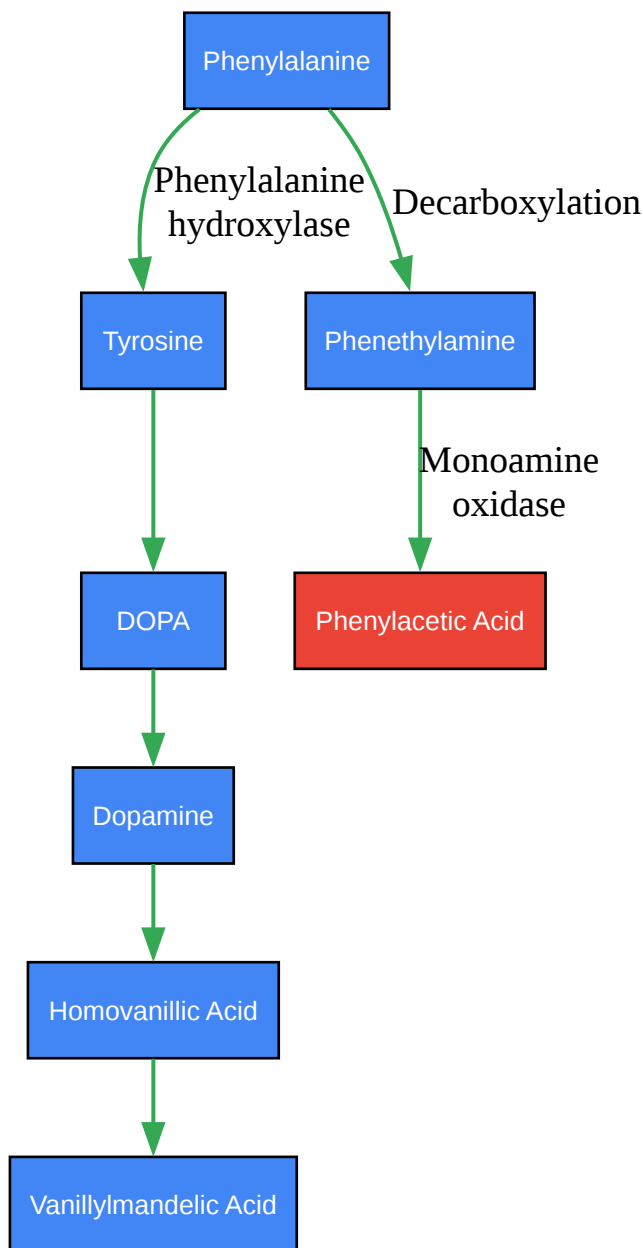 Phenylalanine
Phenylalanine
hydroxylase
Decarboxylation
Tyrosine
Phenethylamine
Monoamine
oxidase
DOPA
Phenylacetic Acid
Dopamine
Homovanillic Acid
Vanillylmandelic Acid